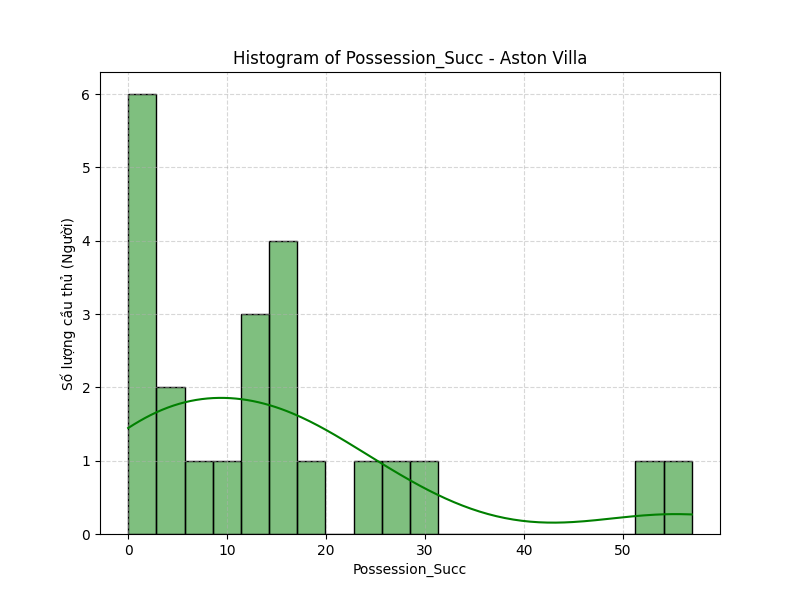 Histogram of Possession_Succ - Aston Villa
Số lượng cầu thủ (Người)
6
5
4
3
2
1
0
0 10 20 30 40 50
Possession_Succ